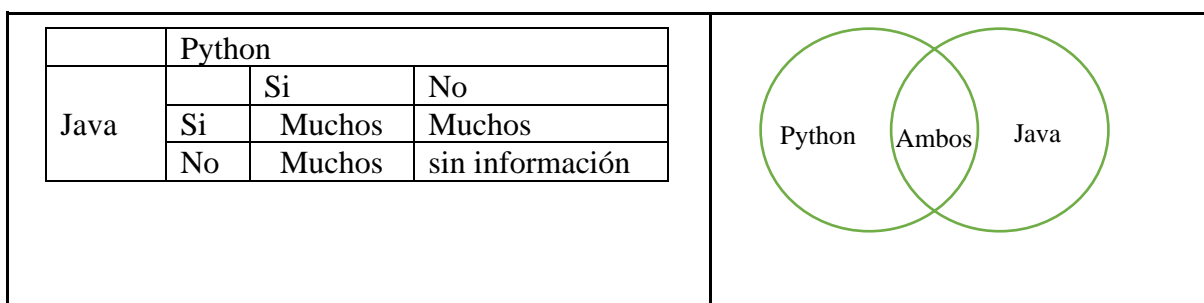 Python
Si No
Java Si Muchos Muchos
No Muchos sin información
Python Ambos Java